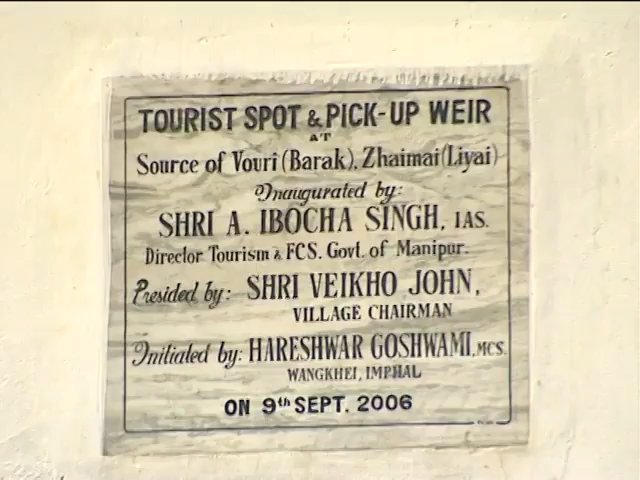 TOURIST SPOT & PICK-UP WEIR
AT
Source of Vouri (Barak), Zhaimai (Liyai)
Inaugurated by:
SHRI A. IBOCHA SINGH, IAS.
Director Tourism & FCS. Govt. of Manipur.
Presided by: SHRI VEIKHO JOHN,
VILLAGE CHAIRMAN
Initiated by: HARESHWAR GOSHWAMI, MCS.
WANGKHEI, IMPHAL
ON 9th SEPT. 2006